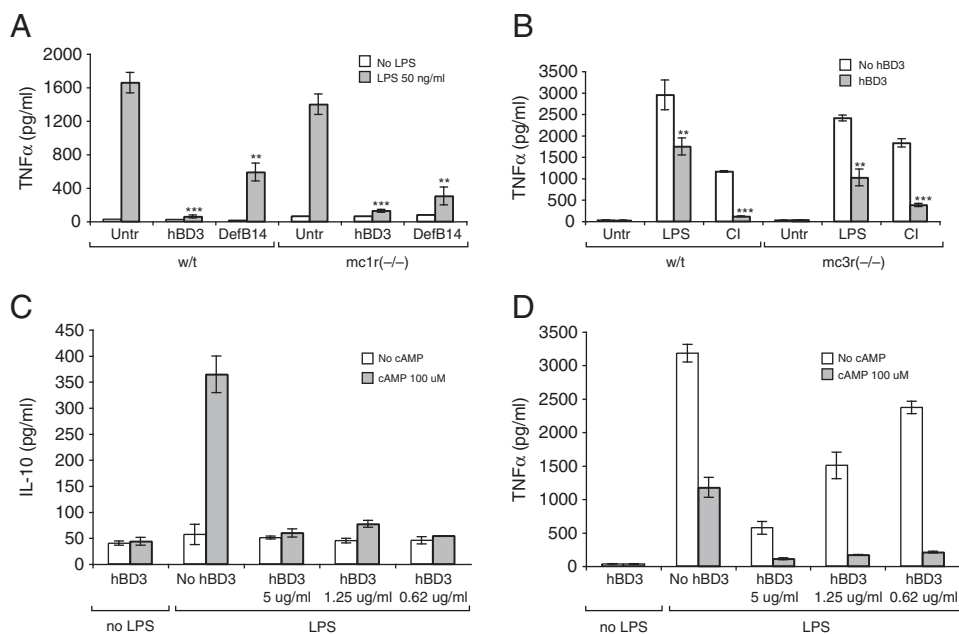 A
TNFα (pg/ml)
2000
1600
1200
800
400
0
No LPS
LPS 50 ng/ml
***
**
***
**
Untr hBD3 DefB14 Untr hBD3 DefB14
w/t mc1r(–/–)
B
TNFα (pg/ml)
3500
3000
2500
2000
1500
1000
500
0
No hBD3
hBD3
**
***
**
***
Untr LPS CI Untr LPS CI
w/t mc3r(–/–)
C
IL-10 (pg/ml)
450
400
350
300
250
200
150
100
50
0
No cAMP
cAMP 100 uM
hBD3 No hBD3 hBD3 hBD3 hBD3
5 ug/ml 1.25 ug/ml 0.62 ug/ml
no LPS LPS
D
TNFα (pg/ml)
3500
3000
2500
2000
1500
1000
3500
0
No cAMP
cAMP 100 uM
hBD3 No hBD3 hBD3 hBD3 hBD3
5 ug/ml 1.25 ug/ml 0.62 ug/ml
no LPS LPS